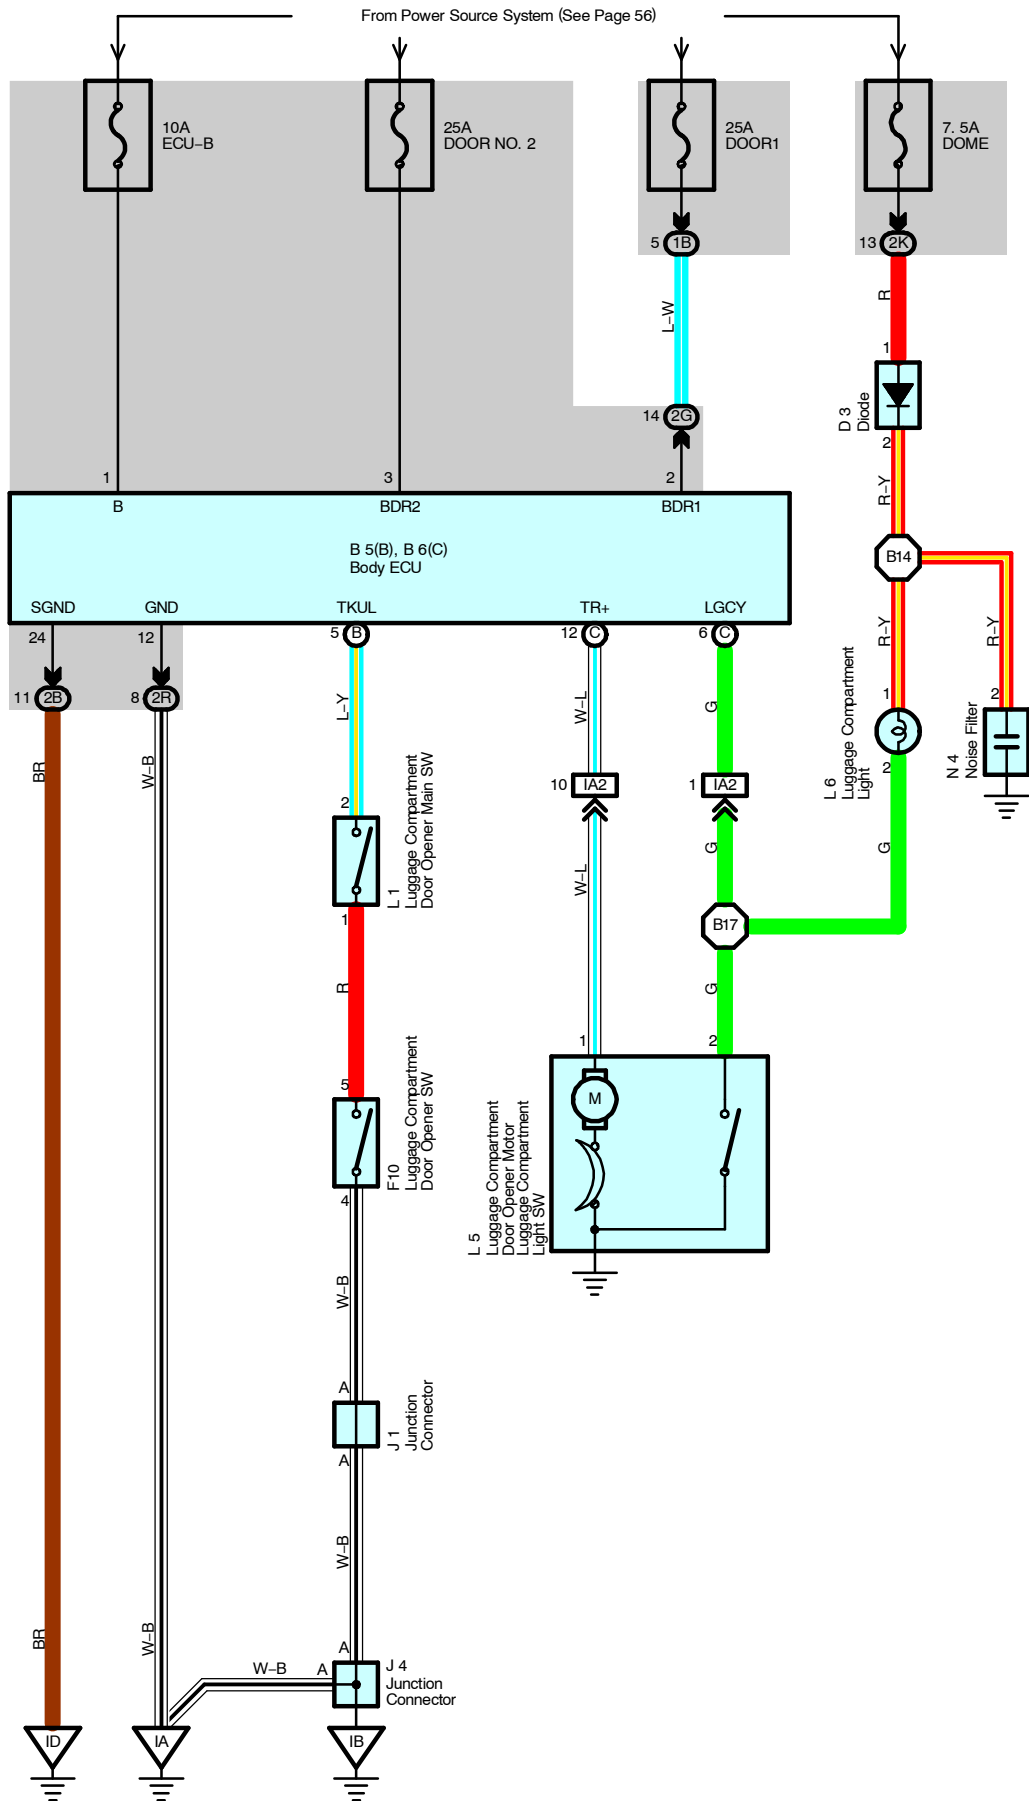 From Power Source System (See Page 56)
10A
ECU–B
25A
DOOR NO. 2
25A
DOOR1
7. 5A
DOME
5 1B
13 2K
L–W
R
1
D 3
Diode
2
14 2G
R–Y
1
3
2
B
BDR2
BDR1
B 5(B), B 6(C)
Body ECU
B14
SGND
GND
TKUL
TR+
LGCY
24
12
5 B
12 C
6 C
R–Y
R–Y
11 2B
8 2R
L–Y
W–L
G
1
2
L 6
Luggage Compartment
Light
N 4
Noise Filter
BR
W–B
2
10 IA2
1 IA2
2
L 1
Luggage Compartment
Door Opener Main SW
W–L
G
G
1
B17
R
G
5
1
2
F10
Luggage Compartment
Door Opener SW
M
4
L 5
Luggage Compartment
Door Opener Motor
Luggage Compartment
Light SW
W–B
A
J 1
Junction
Connector
A
W–B
BR
W–B
A
W–B
A
J 4
Junction
Connector
ID
IA
IB